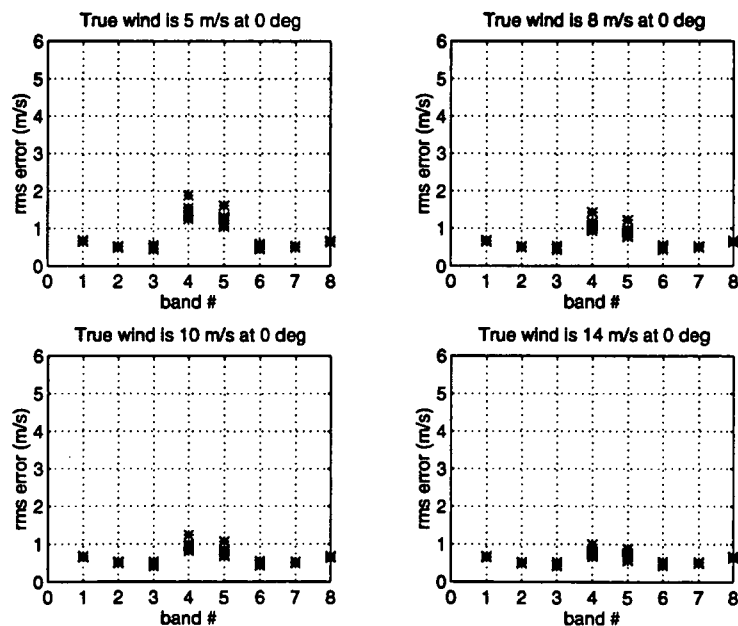 True wind is 5 m/s at 0 deg
6
5
4
3
2
1
0
rms error (m/s)
0 1 2 3 4 5 6 7 8
band #
True wind is 8 m/s at 0 deg
6
5
4
3
2
1
0
rms error (m/s)
0 1 2 3 4 5 6 7 8
band #
True wind is 10 m/s at 0 deg
6
5
4
3
2
1
0
rms error (m/s)
0 1 2 3 4 5 6 7 8
band #
True wind is 14 m/s at 0 deg
6
5
4
3
2
1
0
rms error (m/s)
0 1 2 3 4 5 6 7 8
band #